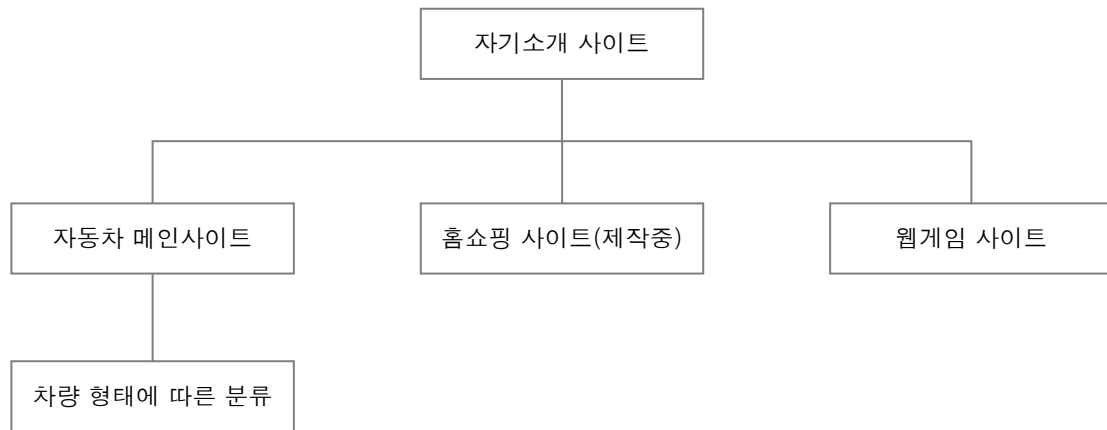 자기소개 사이트
자동차 메인사이트
홈쇼핑 사이트(제작중)
웹게임 사이트
차량 형태에 따른 분류